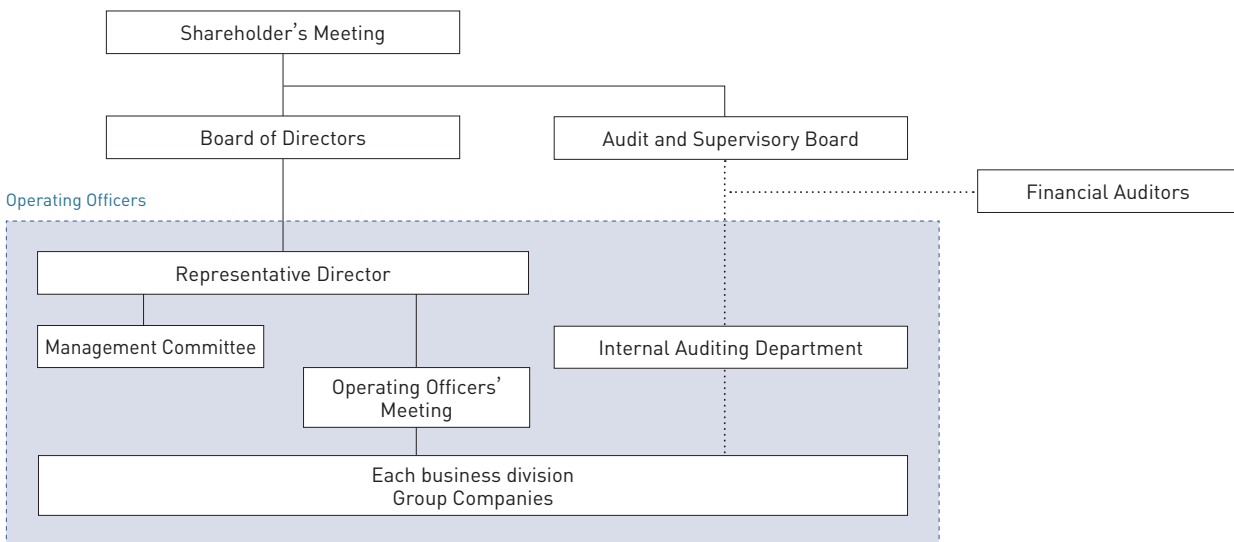 Shareholder’s Meeting
Board of Directors
Audit and Supervisory Board
Financial Auditors
Operating Officers
Representative Director
Management Committee
Internal Auditing Department
Operating Officers’
Meeting
Each business division
Group Companies